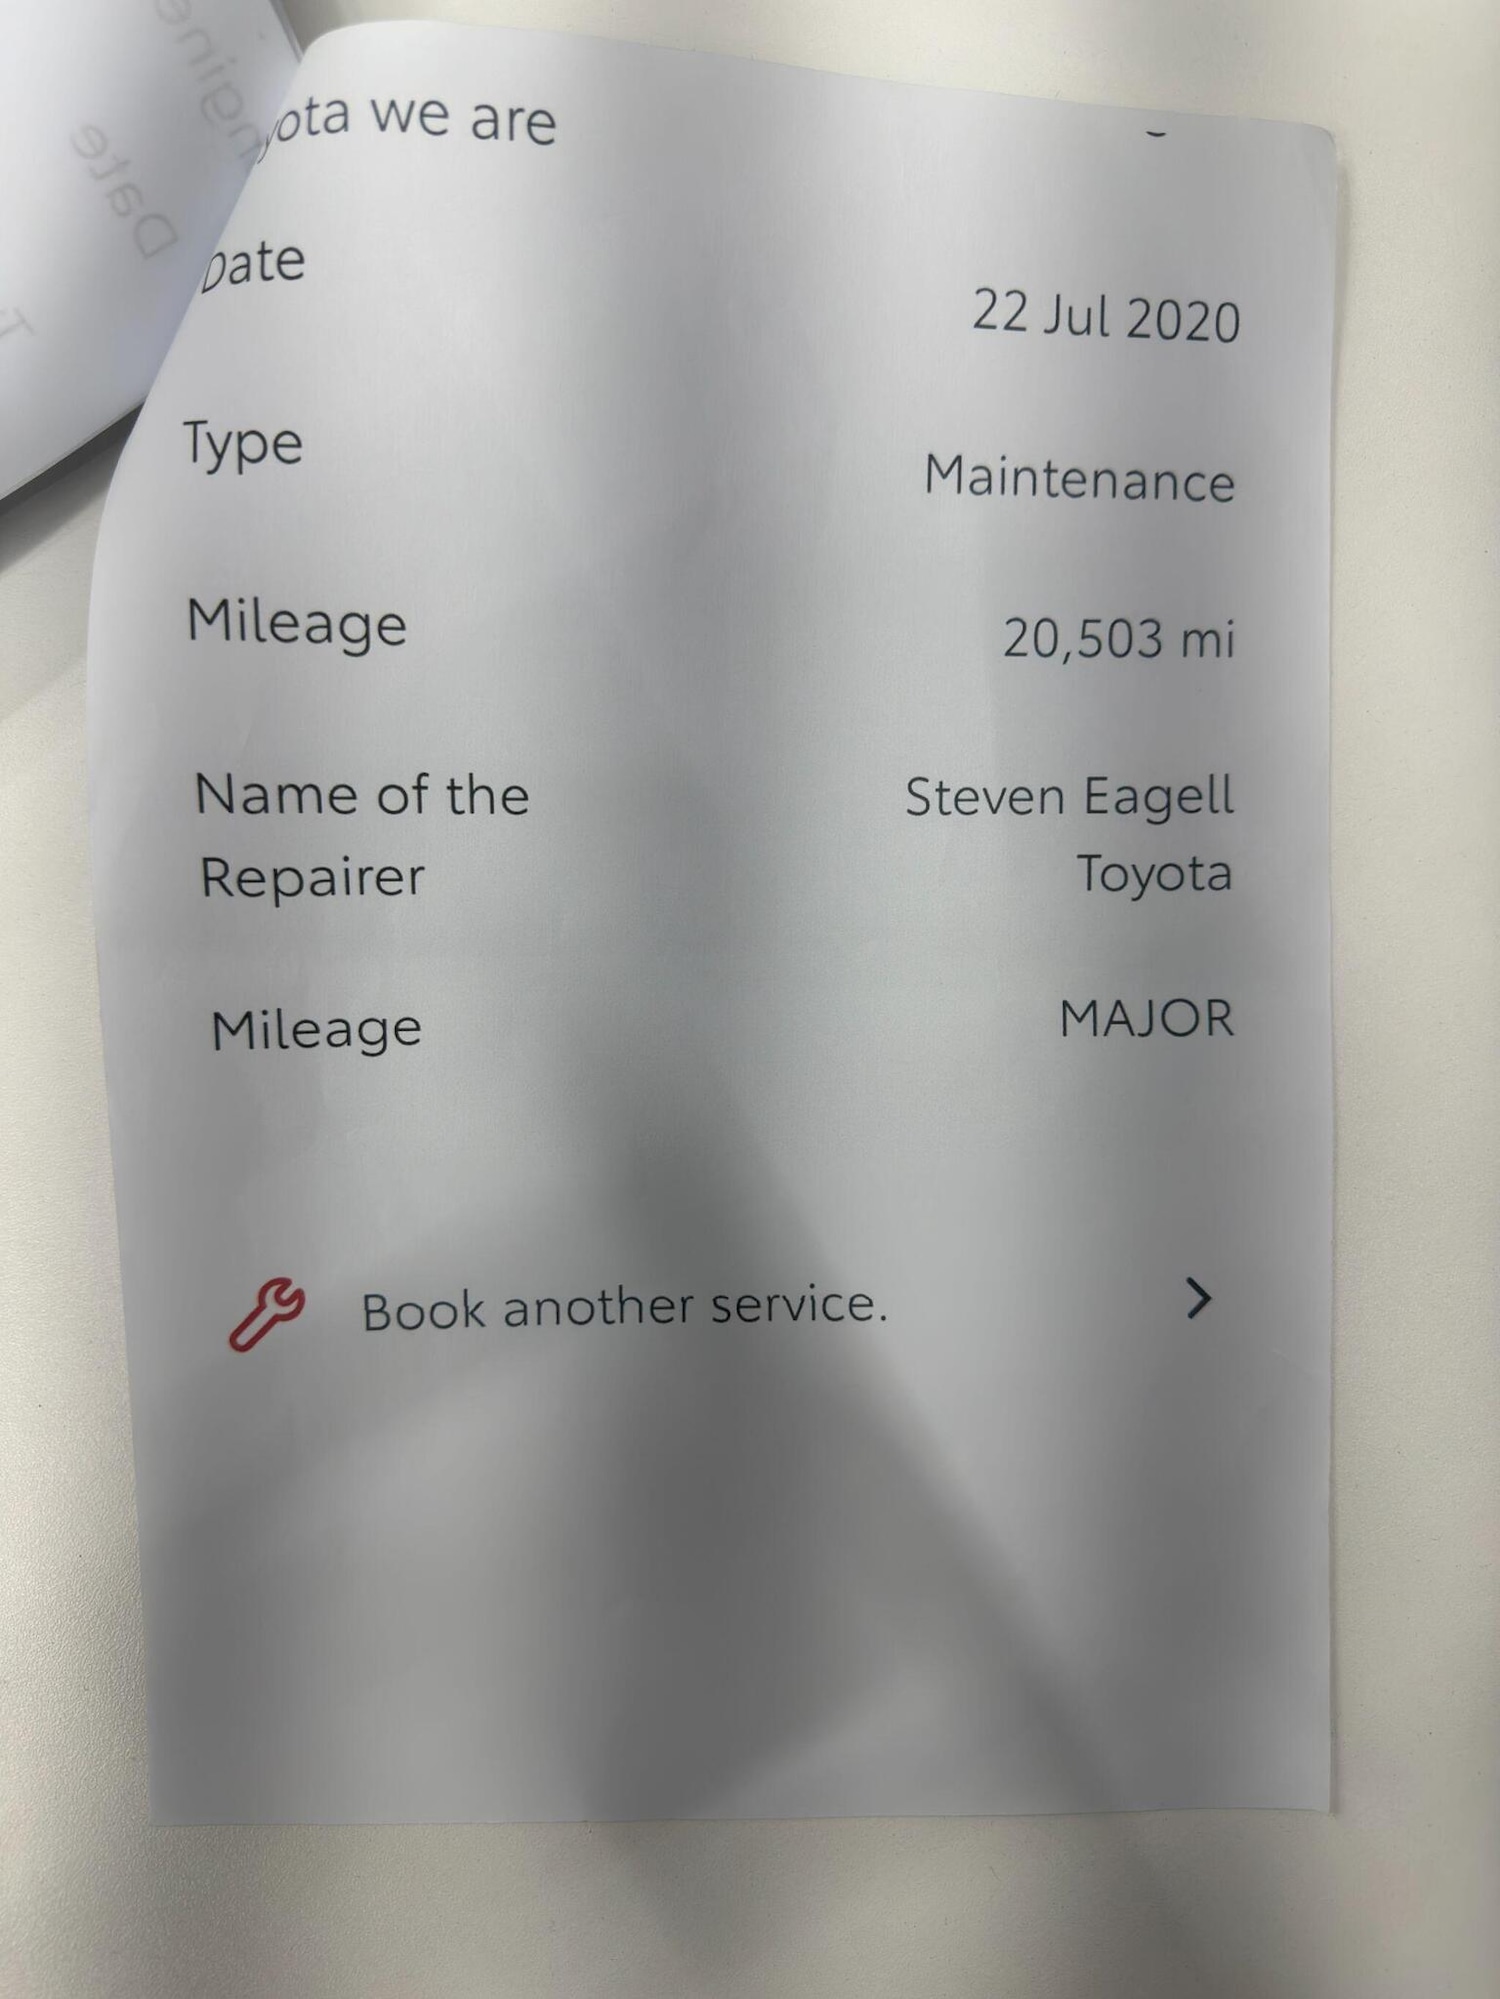 yota we are
Date
22 Jul 2020
Type
Maintenance
Mileage
20,503 mi
Name of the
Steven Eagell
Repairer
Toyota
Mileage
MAJOR
Book another service.
Date